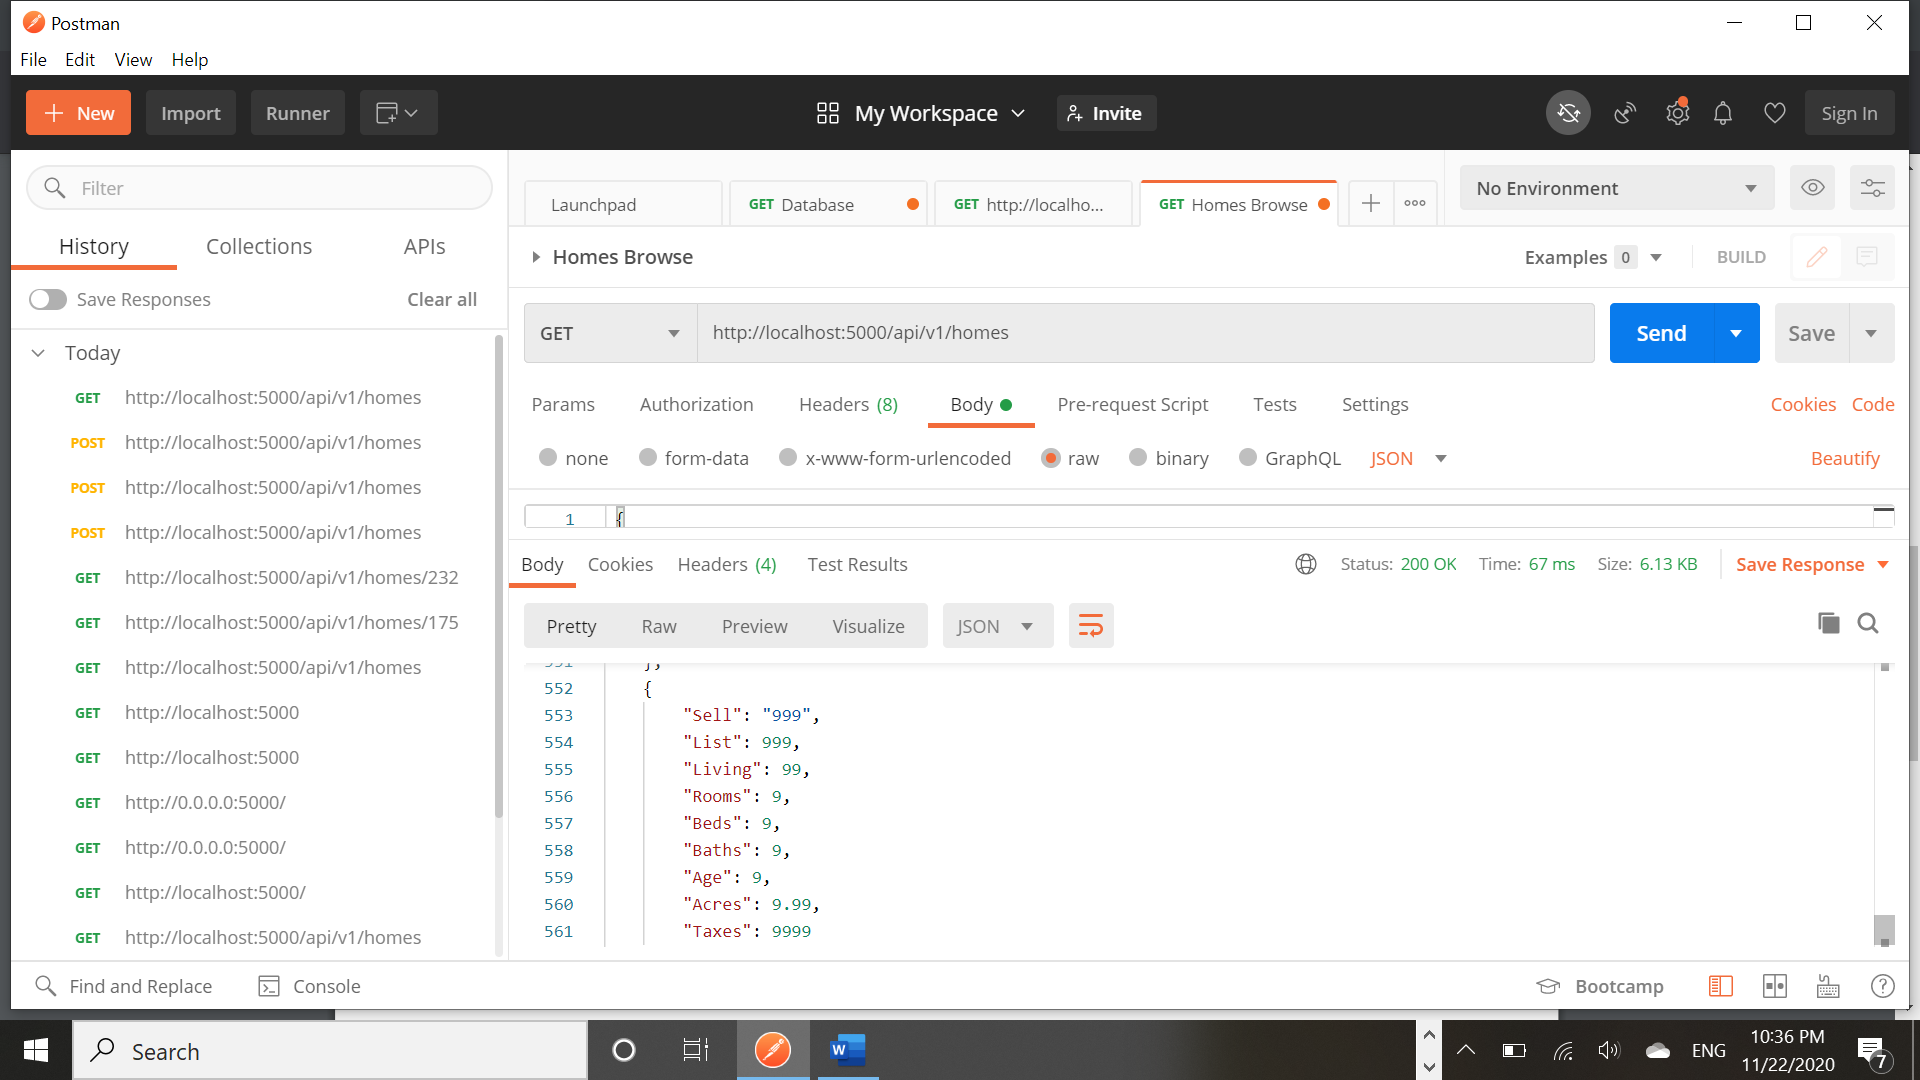 Postman
File Edit View Help
New Import Runner My Workspace Invite Sign In
Filter
History Collections APIs
Save Responses Clear all
Today
GET http://localhost:5000/api/v1/homes
POST http://localhost:5000/api/v1/homes
POST http://localhost:5000/api/v1/homes
POST http://localhost:5000/api/v1/homes
GET http://localhost:5000/api/v1/homes/232
GET http://localhost:5000/api/v1/homes/175
GET http://localhost:5000/api/v1/homes
GET http://localhost:5000
GET http://localhost:5000
GET http://0.0.0.0:5000/
GET http://0.0.0.0:5000/
GET http://localhost:5000/
GET http://localhost:5000/api/v1/homes
Launchpad GET Database GET http://localho... GET Homes Browse No Environment
Homes Browse Examples 0 BUILD
GET http://localhost:5000/api/v1/homes Send Save
Params Authorization Headers (8) Body Pre-request Script Tests Settings Cookies Code
none form-data x-www-form-urlencoded raw binary GraphQL JSON Beautify
1 {
Body Cookies Headers (4) Test Results Status: 200 OK Time: 67 ms Size: 6.13 KB Save Response
Pretty Raw Preview Visualize JSON
551 },
552 {
553 "Sell": "999",
554 "List": 999,
555 "Living": 99,
556 "Rooms": 9,
557 "Beds": 9,
558 "Baths": 9,
559 "Age": 9,
560 "Acres": 9.99,
561 "Taxes": 9999
Find and Replace Console Bootcamp
Search ENG 10:36 PM
11/22/2020 7